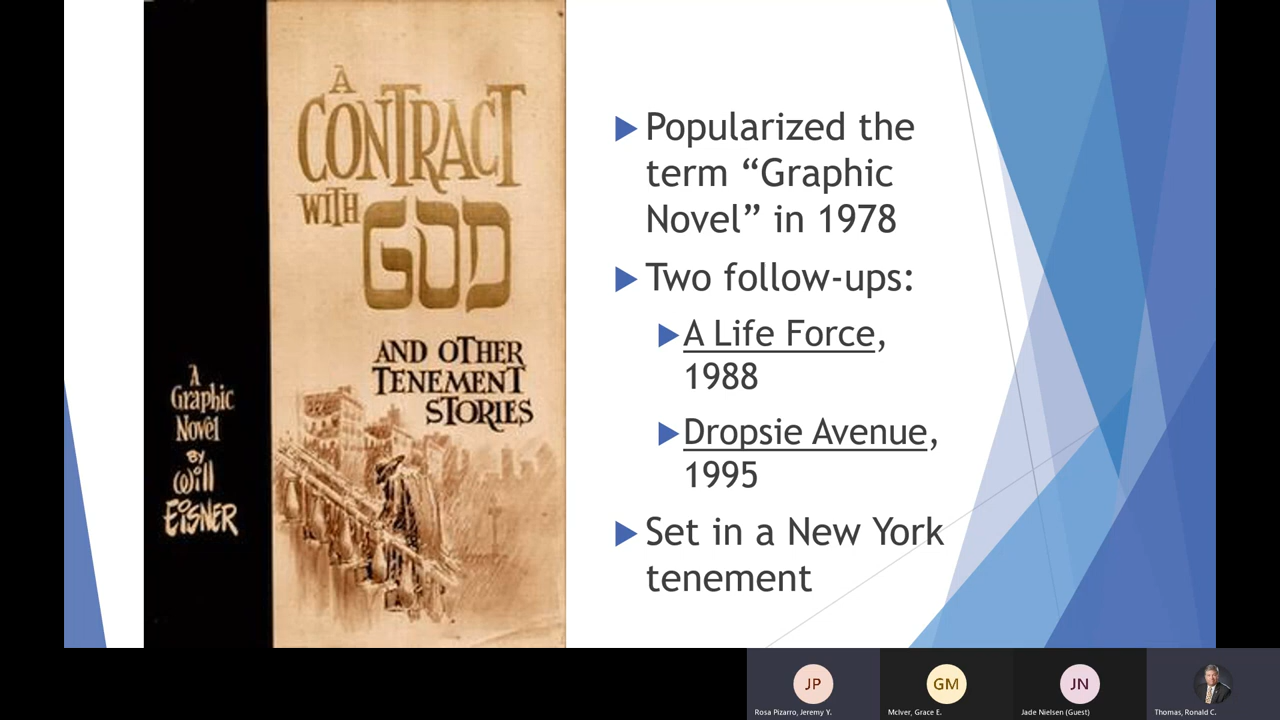 A
CONTRACT
WITH GOD
AND OTHER
TENEMENT
STORIES
A
Graphic
Novel
BY
Will
EISNER
Popularized the
term “Graphic
Novel” in 1978
Two follow-ups:
A Life Force,
1988
Dropsie Avenue,
1995
Set in a New York
tenement
JP
GM
JN
Rosa Pizarro, Jeremy Y.
McIver, Grace E.
Jade Nielsen (Guest)
Thomas, Ronald C.